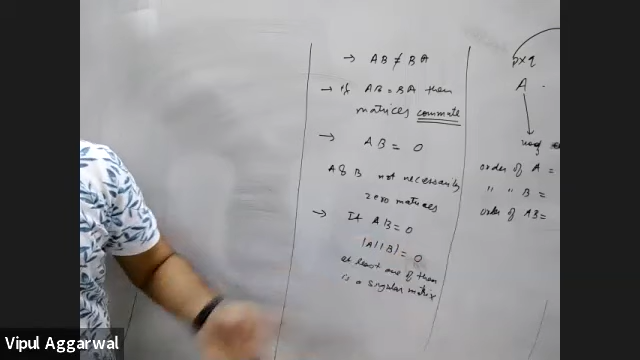 → AB ≠ BA
→ If AB = BA then
matrices commute
→ AB = 0
A & B not necessarily
zero matrices
→ If AB = 0
|A||B| = 0
at least one of them
is a singular matrix
p×q
A .
order of A =
" " B =
order of AB =
Vipul Aggarwal